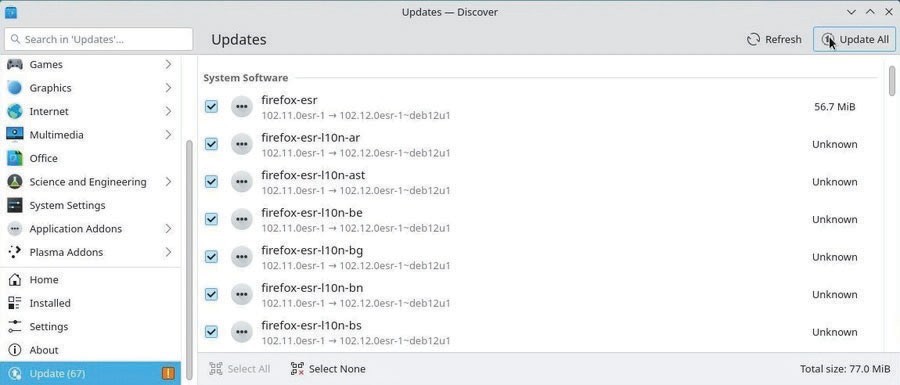 Updates — Discover
Search in 'Updates'...
Updates
Refresh
Update All
Games
Graphics
Internet
Multimedia
Office
Science and Engineering
System Settings
Application Addons
Plasma Addons
Home
Installed
Settings
About
Update (67)
System Software
firefox-esr
102.11.0esr-1 → 102.12.0esr-1~deb12u1
56.7 MiB
firefox-esr-l10n-ar
102.11.0esr-1 → 102.12.0esr-1~deb12u1
Unknown
firefox-esr-l10n-ast
102.11.0esr-1 → 102.12.0esr-1~deb12u1
Unknown
firefox-esr-l10n-be
102.11.0esr-1 → 102.12.0esr-1~deb12u1
Unknown
firefox-esr-l10n-bg
102.11.0esr-1 → 102.12.0esr-1~deb12u1
Unknown
firefox-esr-l10n-bn
102.11.0esr-1 → 102.12.0esr-1~deb12u1
Unknown
firefox-esr-l10n-bs
102.11.0esr-1 → 102.12.0esr-1~deb12u1
Unknown
Select All
Select None
Total size: 77.0 MiB